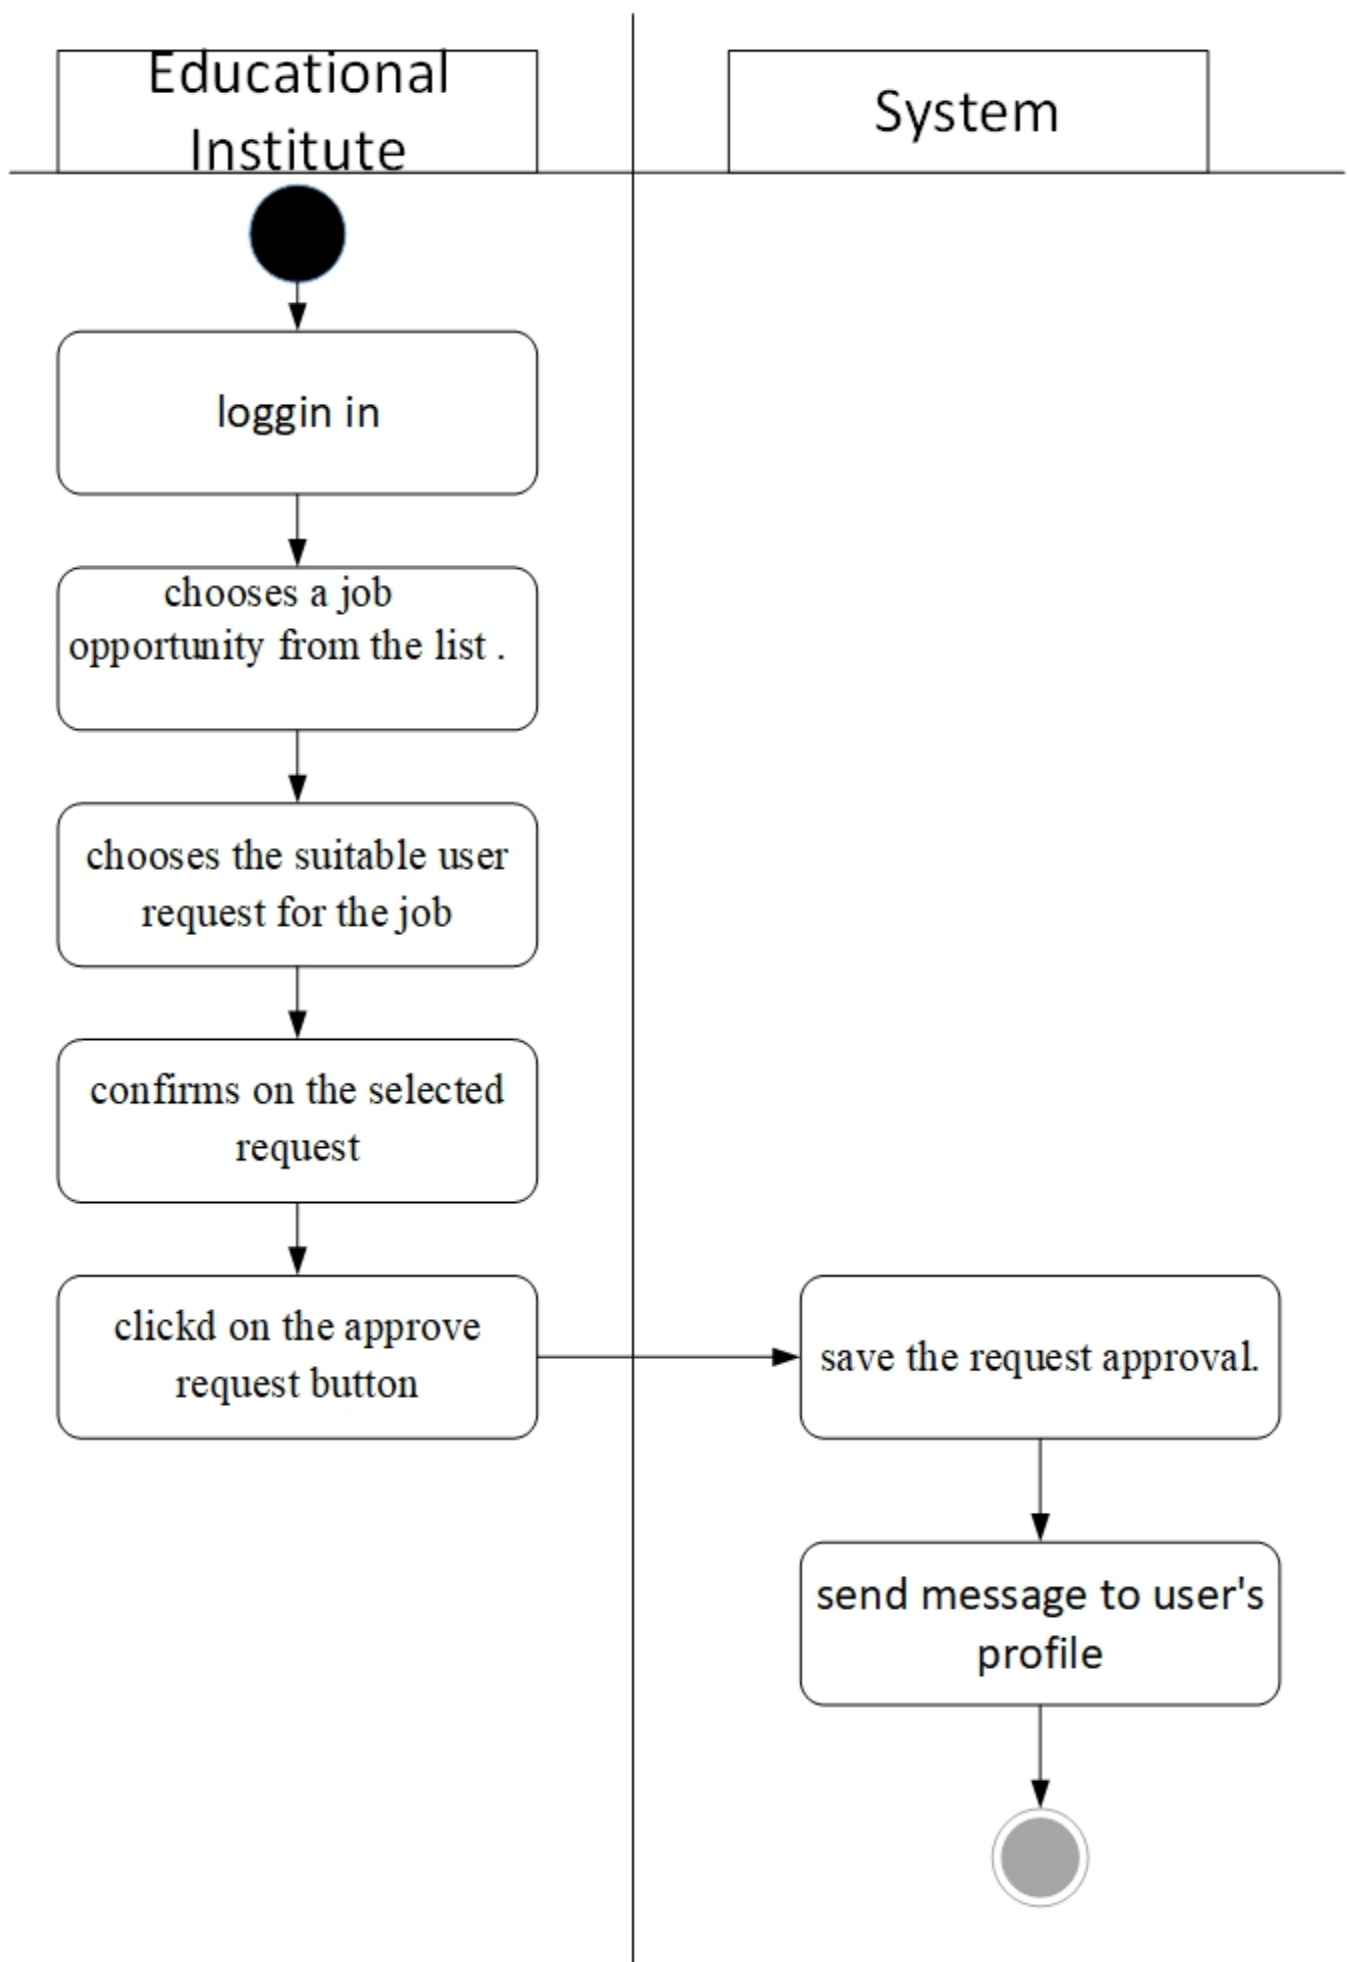 Educational
Institute
System
loggin in
chooses a job
opportunity from the list .
chooses the suitable user
request for the job
confirms on the selected
request
clickd on the approve
request button
save the request approval.
send message to user's
profile